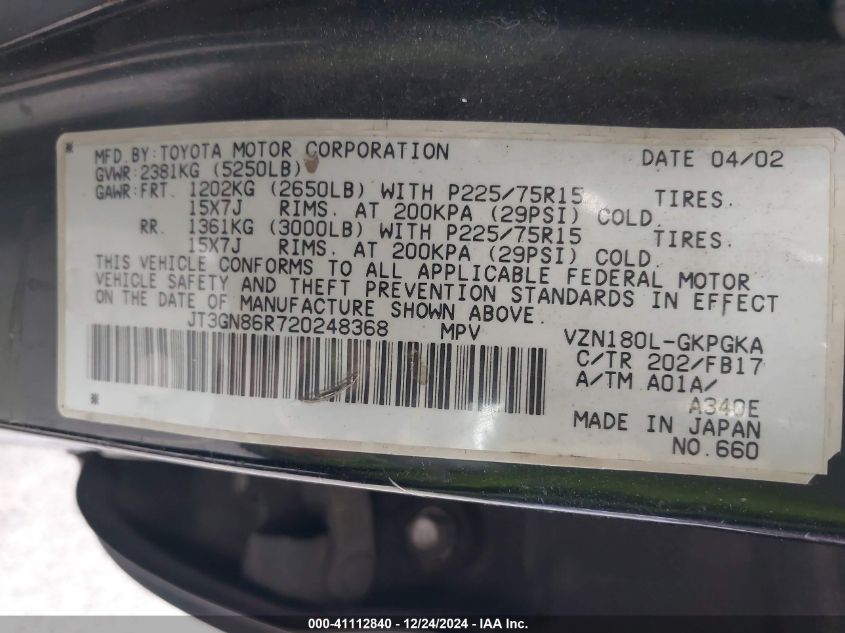 MFD.BY:TOYOTA MOTOR CORPORATION DATE 04/02
GVWR:2381KG (5250LB)
GAWR:FRT. 1202KG (2650LB) WITH P225/75R15 TIRES.
15X7J RIMS. AT 200KPA (29PSI) COLD.
RR. 1361KG (3000LB) WITH P225/75R15 TIRES.
15X7J RIMS. AT 200KPA (29PSI) COLD.
THIS VEHICLE CONFORMS TO ALL APPLICABLE FEDERAL MOTOR
VEHICLE SAFETY AND THEFT PREVENTION STANDARDS IN EFFECT
ON THE DATE OF MANUFACTURE SHOWN ABOVE.
JT3GN86R720248368 MPV VZN180L-GKPGKA
C/TR 202/FB17
A/TM A01A/
A340E
MADE IN JAPAN
NO.660
000-41112840 - 12/24/2024 - IAA Inc.